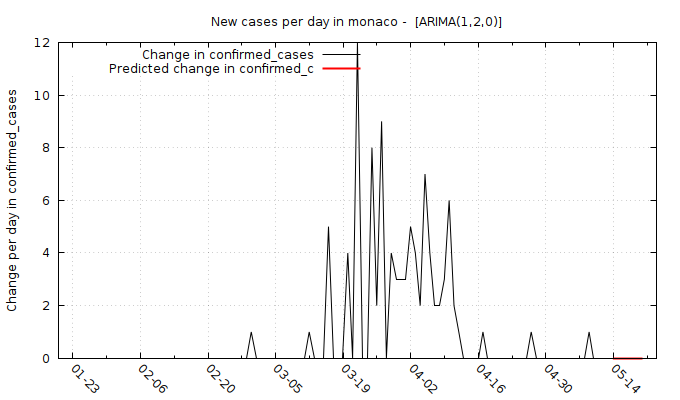 New cases per day in monaco -  [ARIMA(1,2,0)]
Change in confirmed_cases
Predicted change in confirmed_c
Change per day in confirmed_cases
12
10
8
6
4
2
0
01-23 02-06 02-20 03-05 03-19 04-02 04-16 04-30 05-14